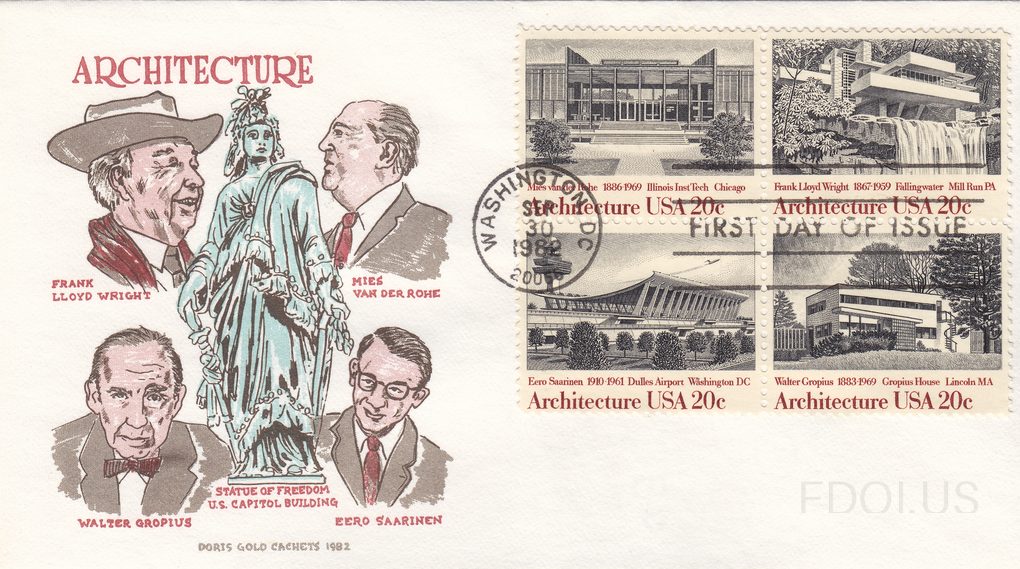 ARCHITECTURE
FRANK
LLOYD WRIGHT
MIES
VAN DER ROHE
WALTER GROPIUS
STATUE OF FREEDOM
U.S. CAPITOL BUILDING
EERO SAARINEN
DORIS GOLD CACHETS 1982
WASHINGTON, DC
SEP
30
1982
200
FIRST DAY OF ISSUE
Mies van der Rohe 1886-1969 Illinois Inst Tech Chicago
Architecture USA 20c
Frank Lloyd Wright 1867-1959 Fallingwater Mill Run PA
Architecture USA 20c
Eero Saarinen 1910-1961 Dulles Airport Washington DC
Architecture USA 20c
Walter Gropius 1883-1969 Gropius House Lincoln MA
Architecture USA 20c
FDOI.US